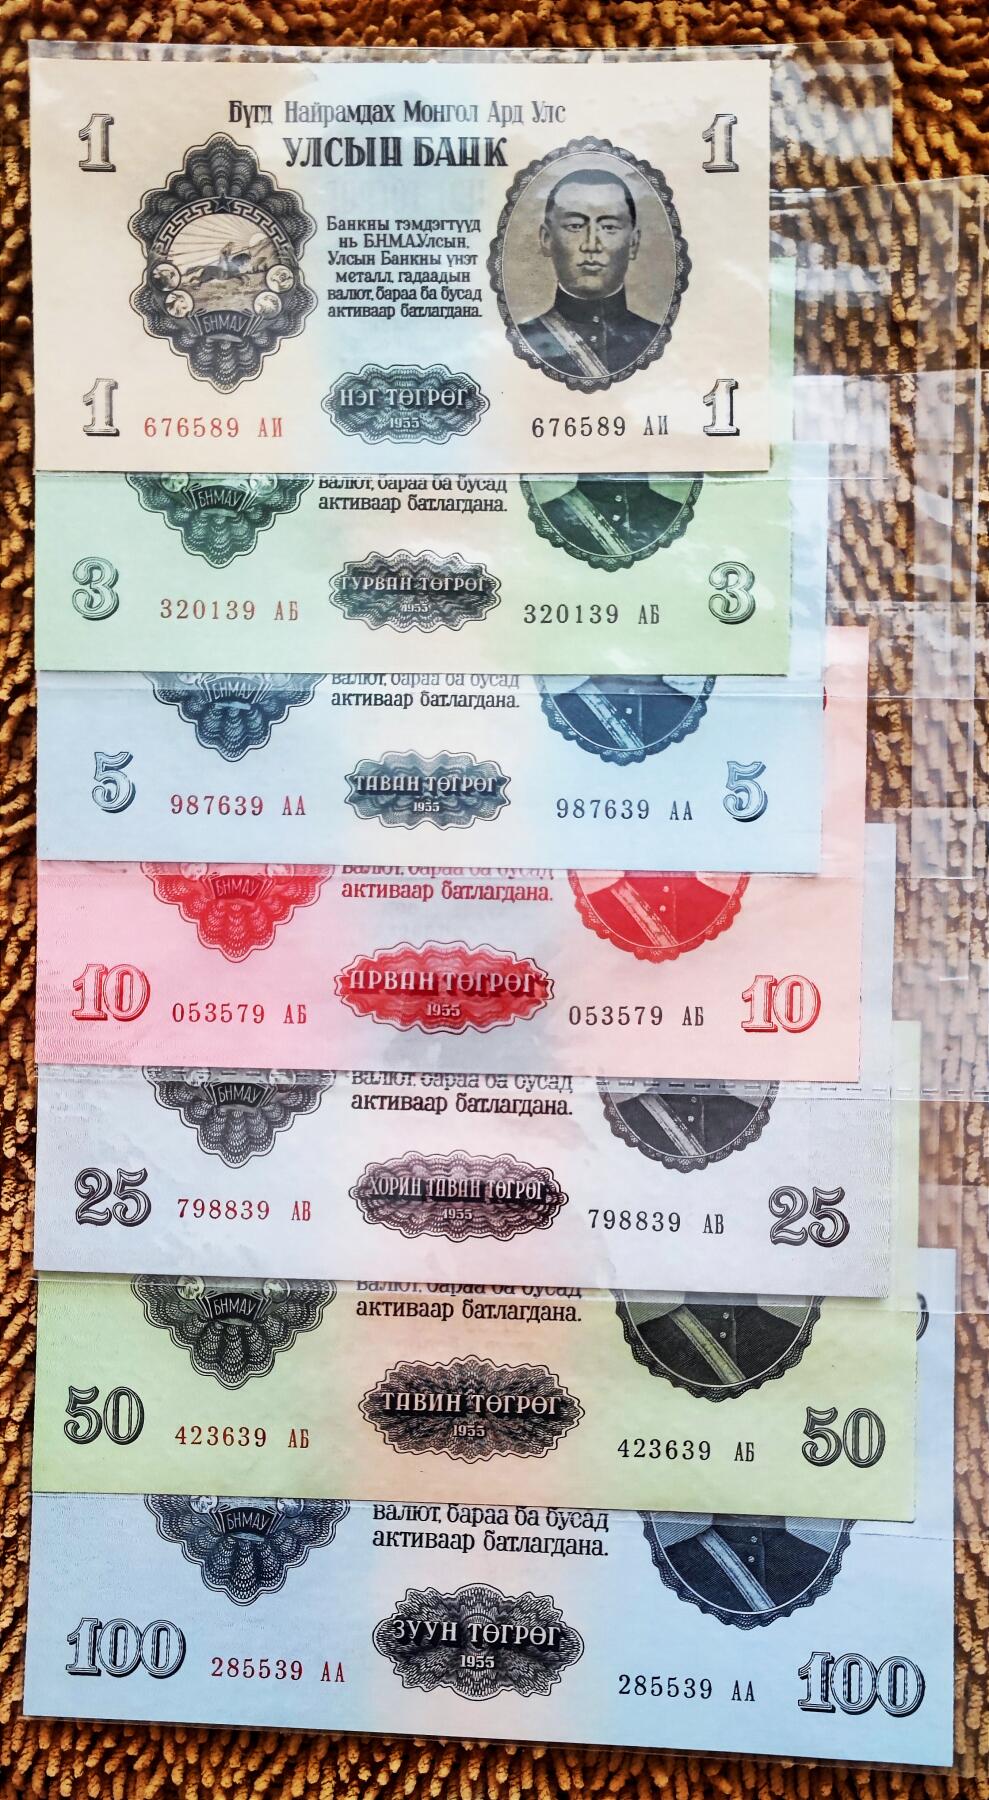 1 1
Бүгд Найрамдах Монгол Ард Улс
УЛСЫН БАНК
Банкны тэмдэгтүүд
нь Б.Н.М.А.Улсын,
Улсын Банкны үнэт
металл, гадаадын
валют, бараа ба бусад
активаар батлагдана.
БНМАУ
НЭГ ТӨГРӨГ
1955
1 676589 АИ 676589 АИ 1
валют, бараа ба бусад
активаар батлагдана.
БНМАУ
ГУРВАН ТӨГРӨГ
1955
3 320139 АБ 320139 АБ 3
валют, бараа ба бусад
активаар батлагдана.
БНМАУ
ТАВАН ТӨГРӨГ
1955
5 987639 АА 987639 АА 5
валют, бараа ба бусад
активаар батлагдана.
БНМАУ
АРВАН ТӨГРӨГ
1955
10 053579 АБ 053579 АБ 10
валют, бараа ба бусад
активаар батлагдана.
БНМАУ
ХОРИН ТАВАН ТӨГРӨГ
1955
25 798839 АВ 798839 АВ 25
валют, бараа ба бусад
активаар батлагдана.
БНМАУ
ТАВИН ТӨГРӨГ
1955
50 423639 АБ 423639 АБ 50
валют, бараа ба бусад
активаар батлагдана.
БНМАУ
ЗУУН ТӨГРӨГ
1955
100 285539 АА 285539 АА 100